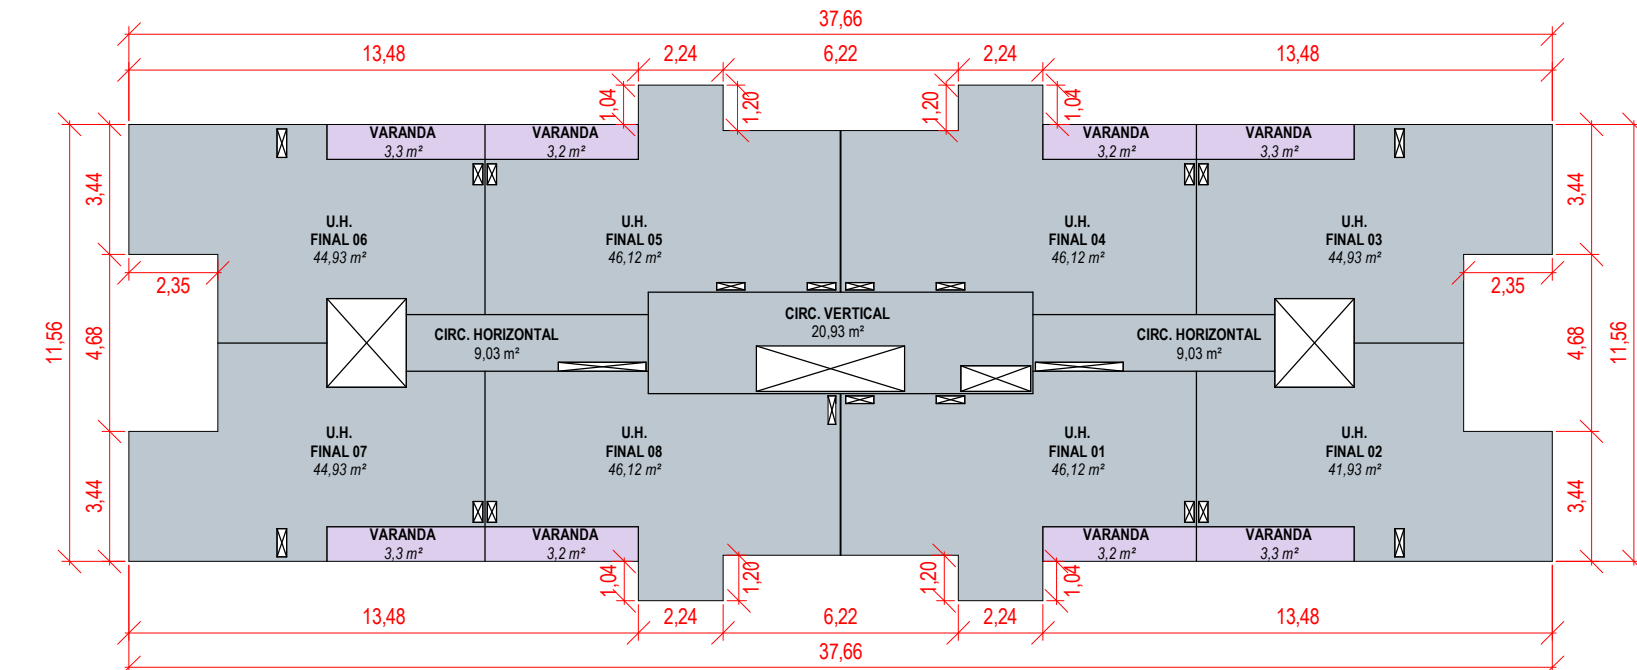 37,66
13,48
2,24
6,22
2,24
13,48
1,04
1,20
1,20
1,04
VARANDA
3,3 m²
VARANDA
3,2 m²
VARANDA
3,2 m²
VARANDA
3,3 m²
3,44
3,44
U.H.
FINAL 06
44,93 m²
U.H.
FINAL 05
46,12 m²
U.H.
FINAL 04
46,12 m²
U.H.
FINAL 03
44,93 m²
2,35
2,35
11,56
4,68
CIRC. HORIZONTAL
9,03 m²
CIRC. VERTICAL
20,93 m²
CIRC. HORIZONTAL
9,03 m²
4,68
11,56
U.H.
FINAL 07
44,93 m²
U.H.
FINAL 08
46,12 m²
U.H.
FINAL 01
46,12 m²
U.H.
FINAL 02
41,93 m²
3,44
3,44
VARANDA
3,3 m²
VARANDA
3,2 m²
VARANDA
3,2 m²
VARANDA
3,3 m²
1,04
1,20
1,20
1,04
13,48
2,24
6,22
2,24
13,48
37,66